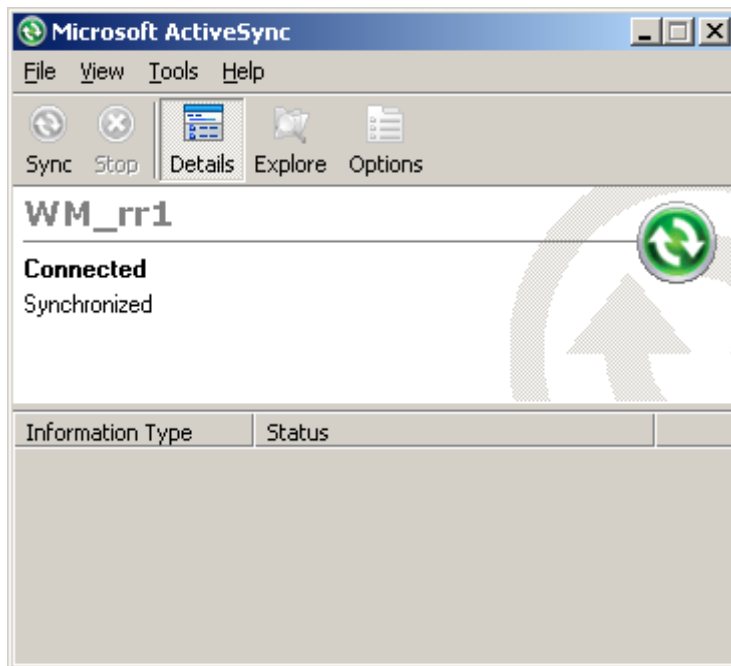 Microsoft ActiveSync
File View Tools Help
Sync Stop Details Explore Options
WM_rr1
Connected
Synchronized
Information Type Status